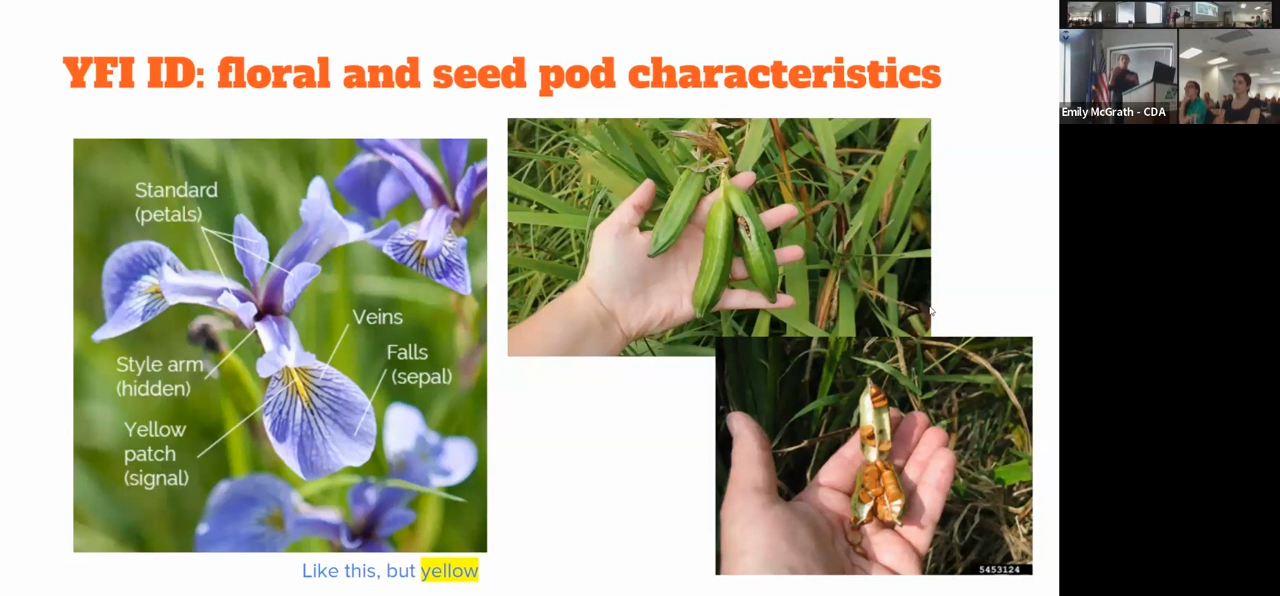 YFI ID: floral and seed pod characteristics
Standard
(petals)
Veins
Falls
(sepal)
Style arm
(hidden)
Yellow
patch
(signal)
Like this, but yellow
5453124
Emily McGrath - CDA